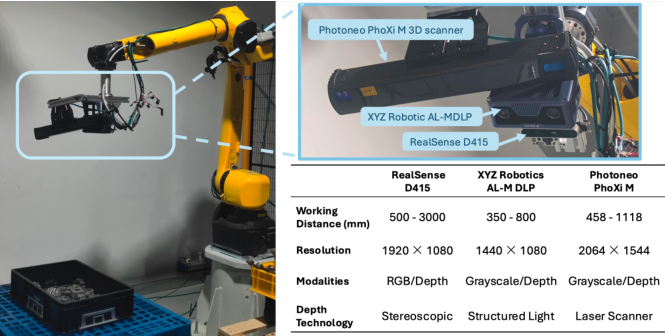 Photoneo PhoXi M 3D scanner
XYZ Robotic AL-MDLP
RealSense D415
RealSense D415 XYZ Robotics AL-M DLP Photoneo PhoXi M
Working Distance (mm) 500 - 3000 350 - 800 458 - 1118
Resolution 1920 × 1080 1440 × 1080 2064 × 1544
Modalities RGB/Depth Grayscale/Depth Grayscale/Depth
Depth Technology Stereoscopic Structured Light Laser Scanner